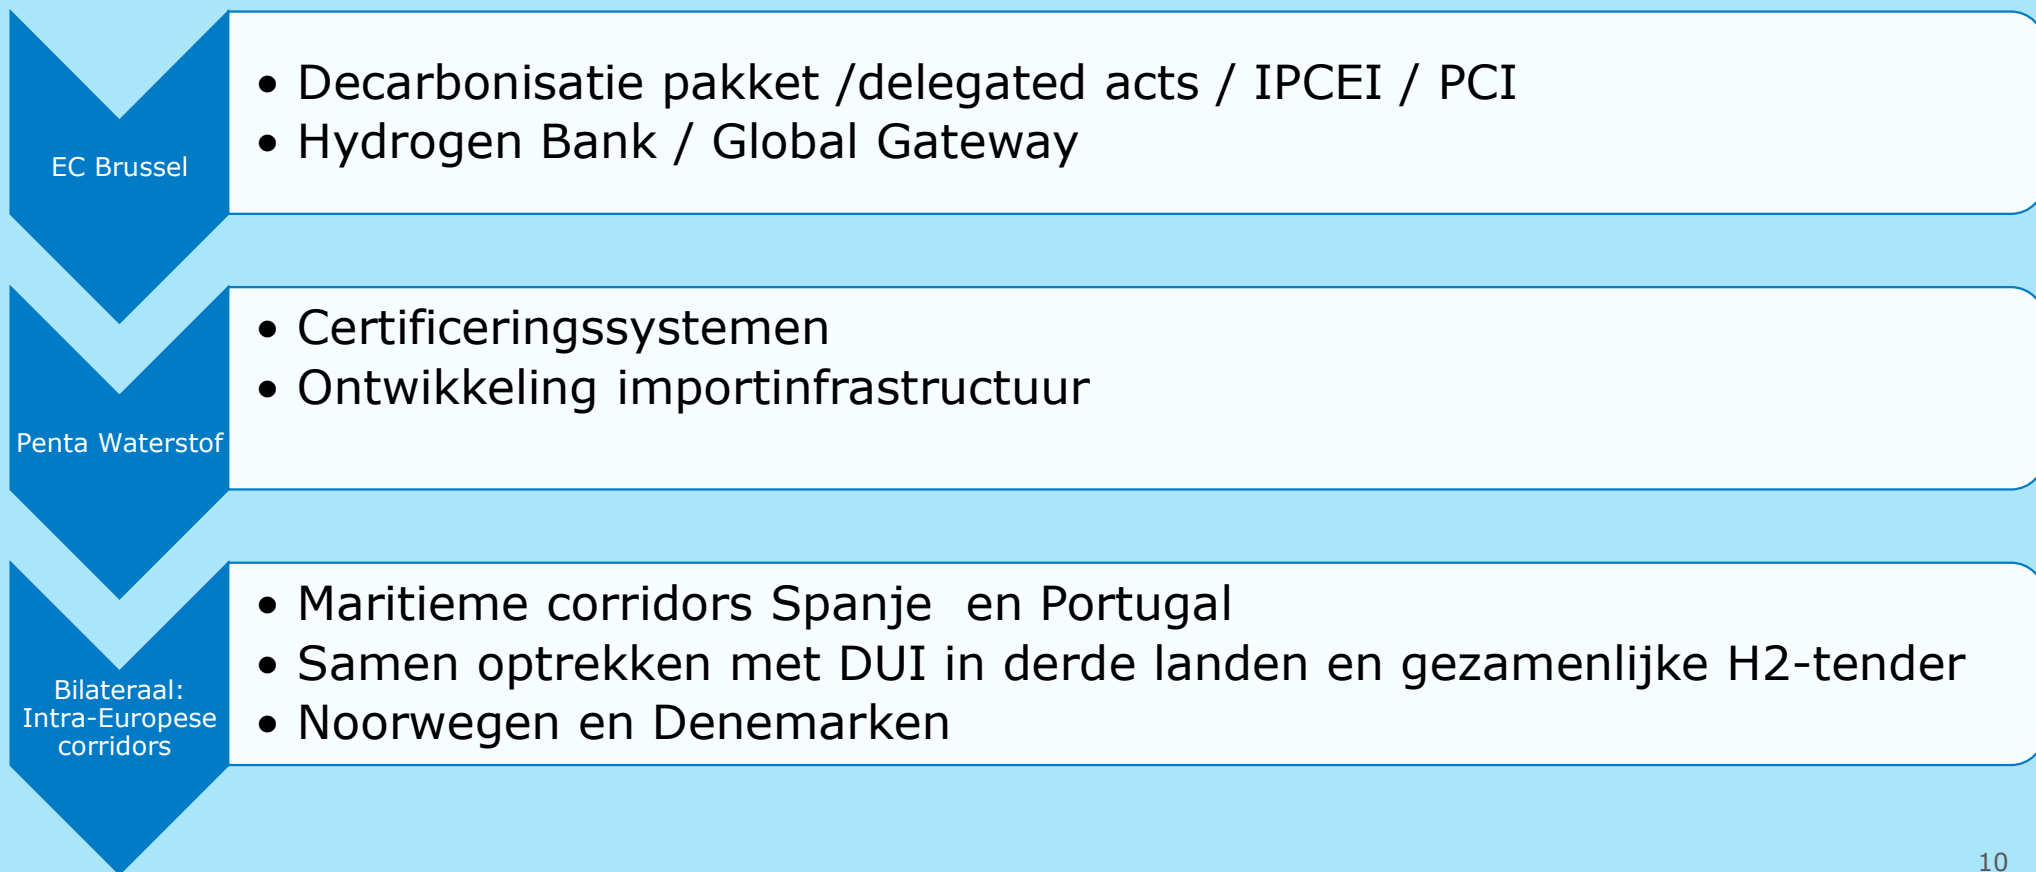 EC Brussel
• Decarbonisatie pakket /delegated acts / IPCEI / PCI
• Hydrogen Bank / Global Gateway
Penta Waterstof
• Certificeringssystemen
• Ontwikkeling importinfrastructuur
Bilateraal:
Intra-Europese
corridors
• Maritieme corridors Spanje  en Portugal
• Samen optrekken met DUI in derde landen en gezamenlijke H2-tender
• Noorwegen en Denemarken
10